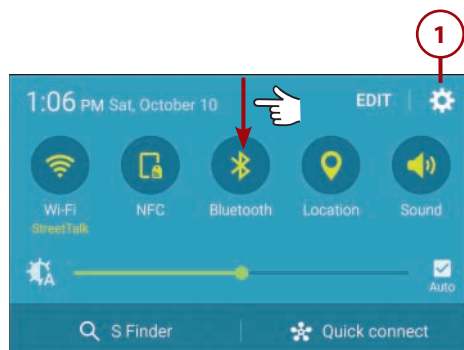 1
1:06 PM Sat, October 10 EDIT
Wi-Fi NFC Bluetooth Location Sound
StreetTalk
A Auto
S Finder Quick connect